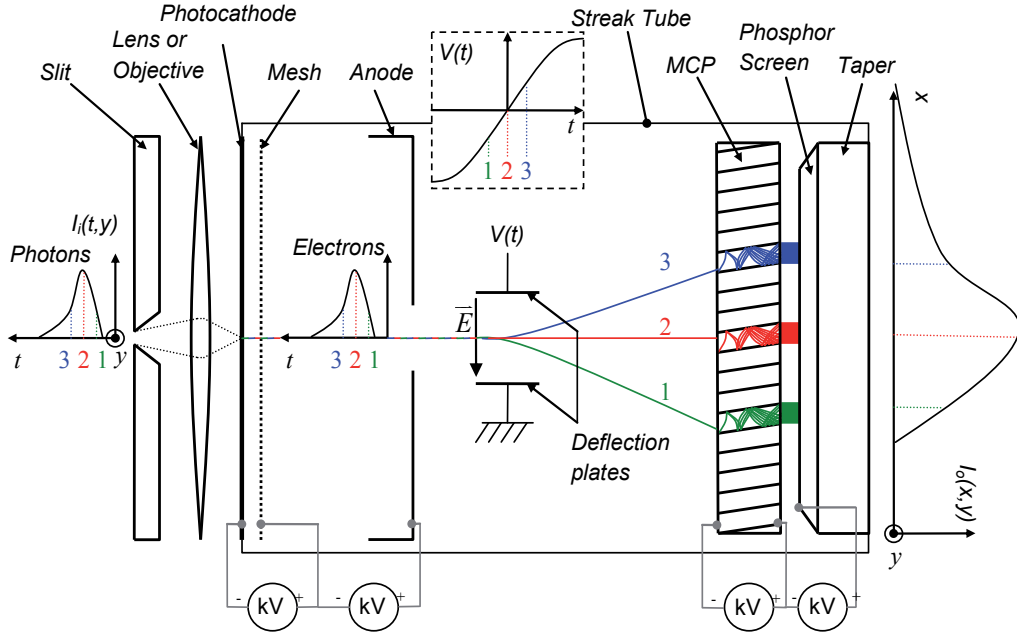 Photocathode
Lens or
Objective
Slit
Mesh
Anode
Streak Tube
Phosphor
Screen
MCP
Taper
V(t)
t
1 2 3
x
I_i(t,y)
Photons
Electrons
V(t)
3
E
2
1
3 2 1
t
y
3 2 1
t
Deflection
plates
I_o(x,y)
y
- kV +
- kV +
- kV +
- kV +